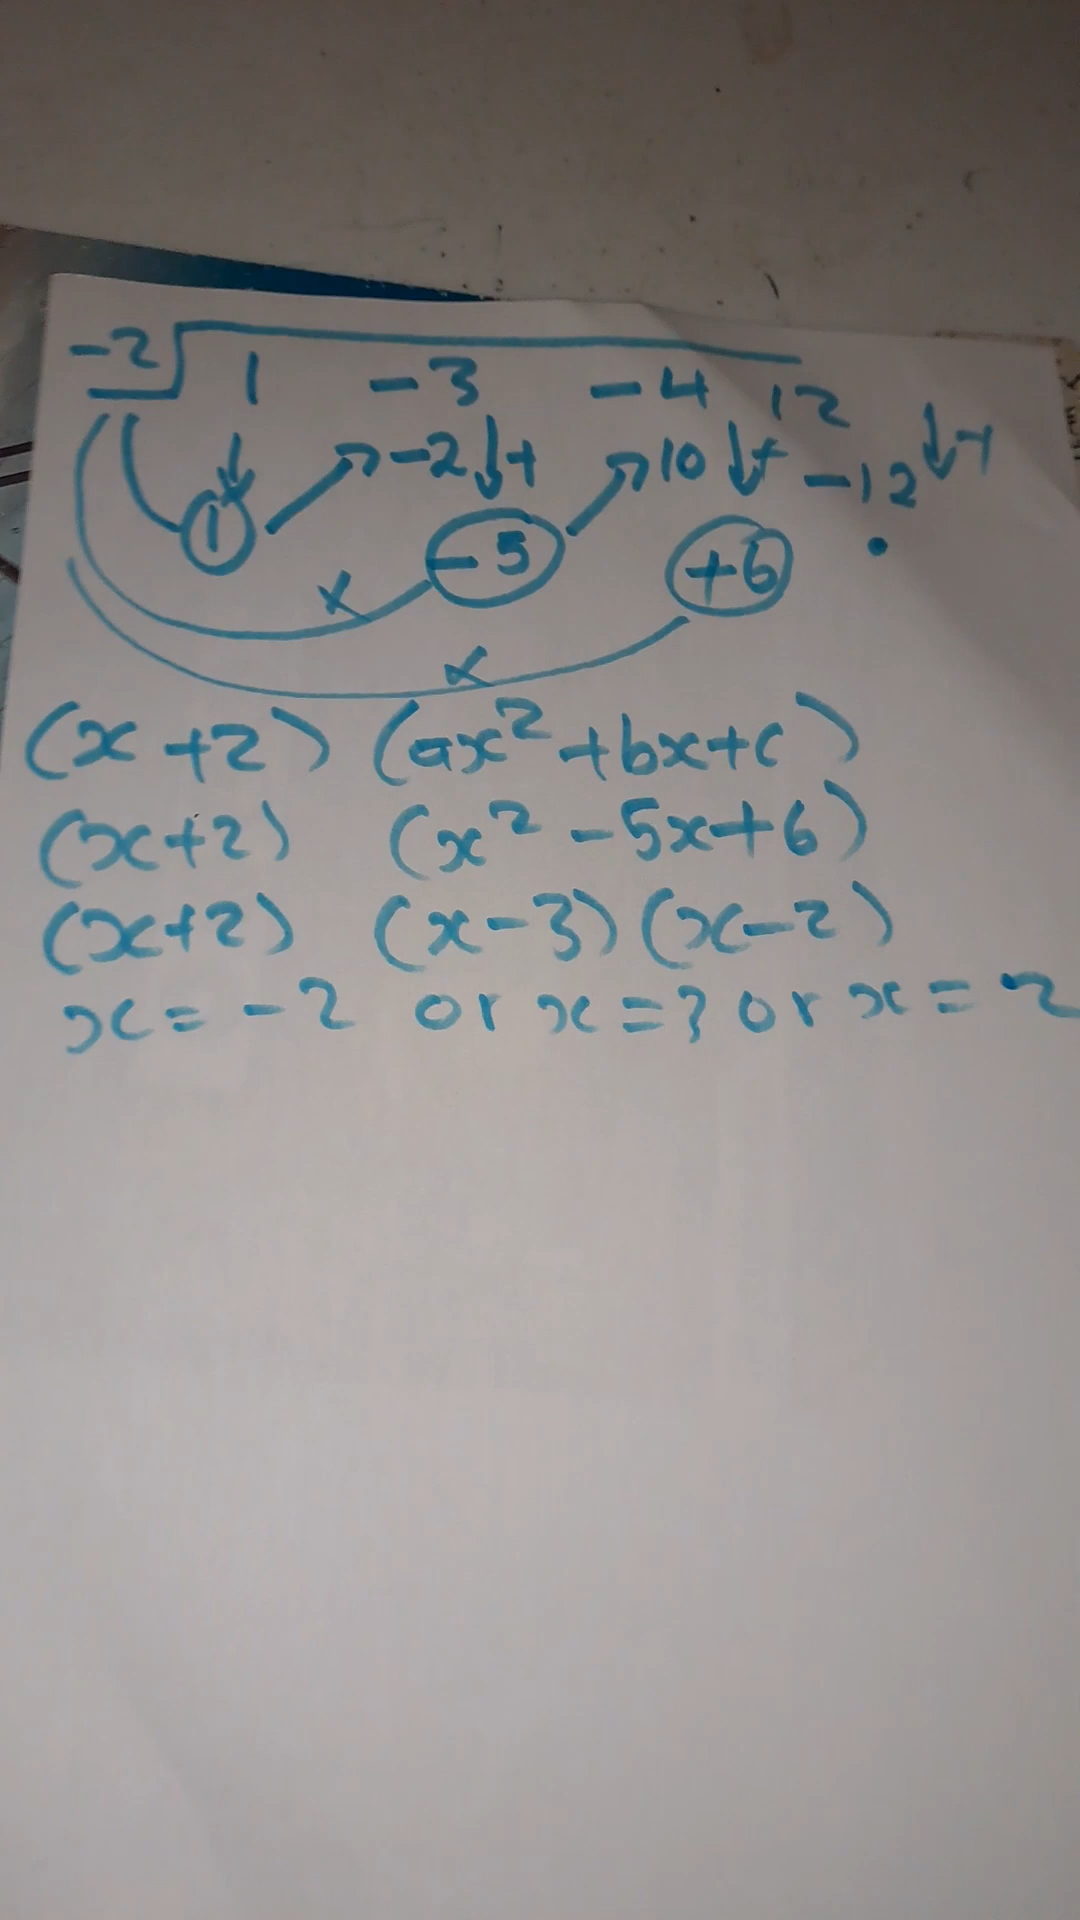 -2 1 -3 -4 12
-2 ↓+ 10 ↓+ -12 ↓+
1 -5 +6 .
x
x
(x+2) (ax² + bx + c)
(x+2) (x² - 5x + 6)
(x+2) (x-3) (x-2)
x = -2 or x = 3 or x = 2